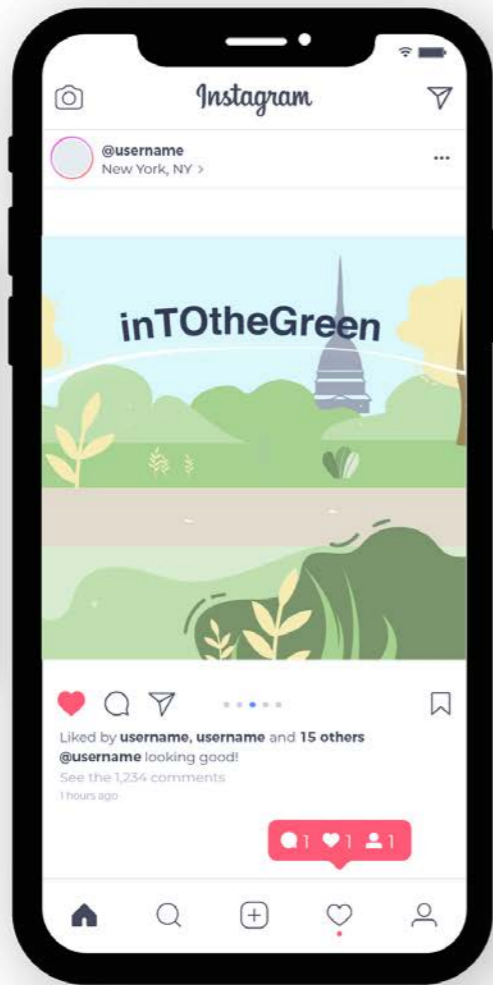 Instagram
@username
New York, NY >
...
inTOtheGreen
Liked by username, username and 15 others
@username looking good!
See the 1,234 comments
1 hours ago
1 1 1